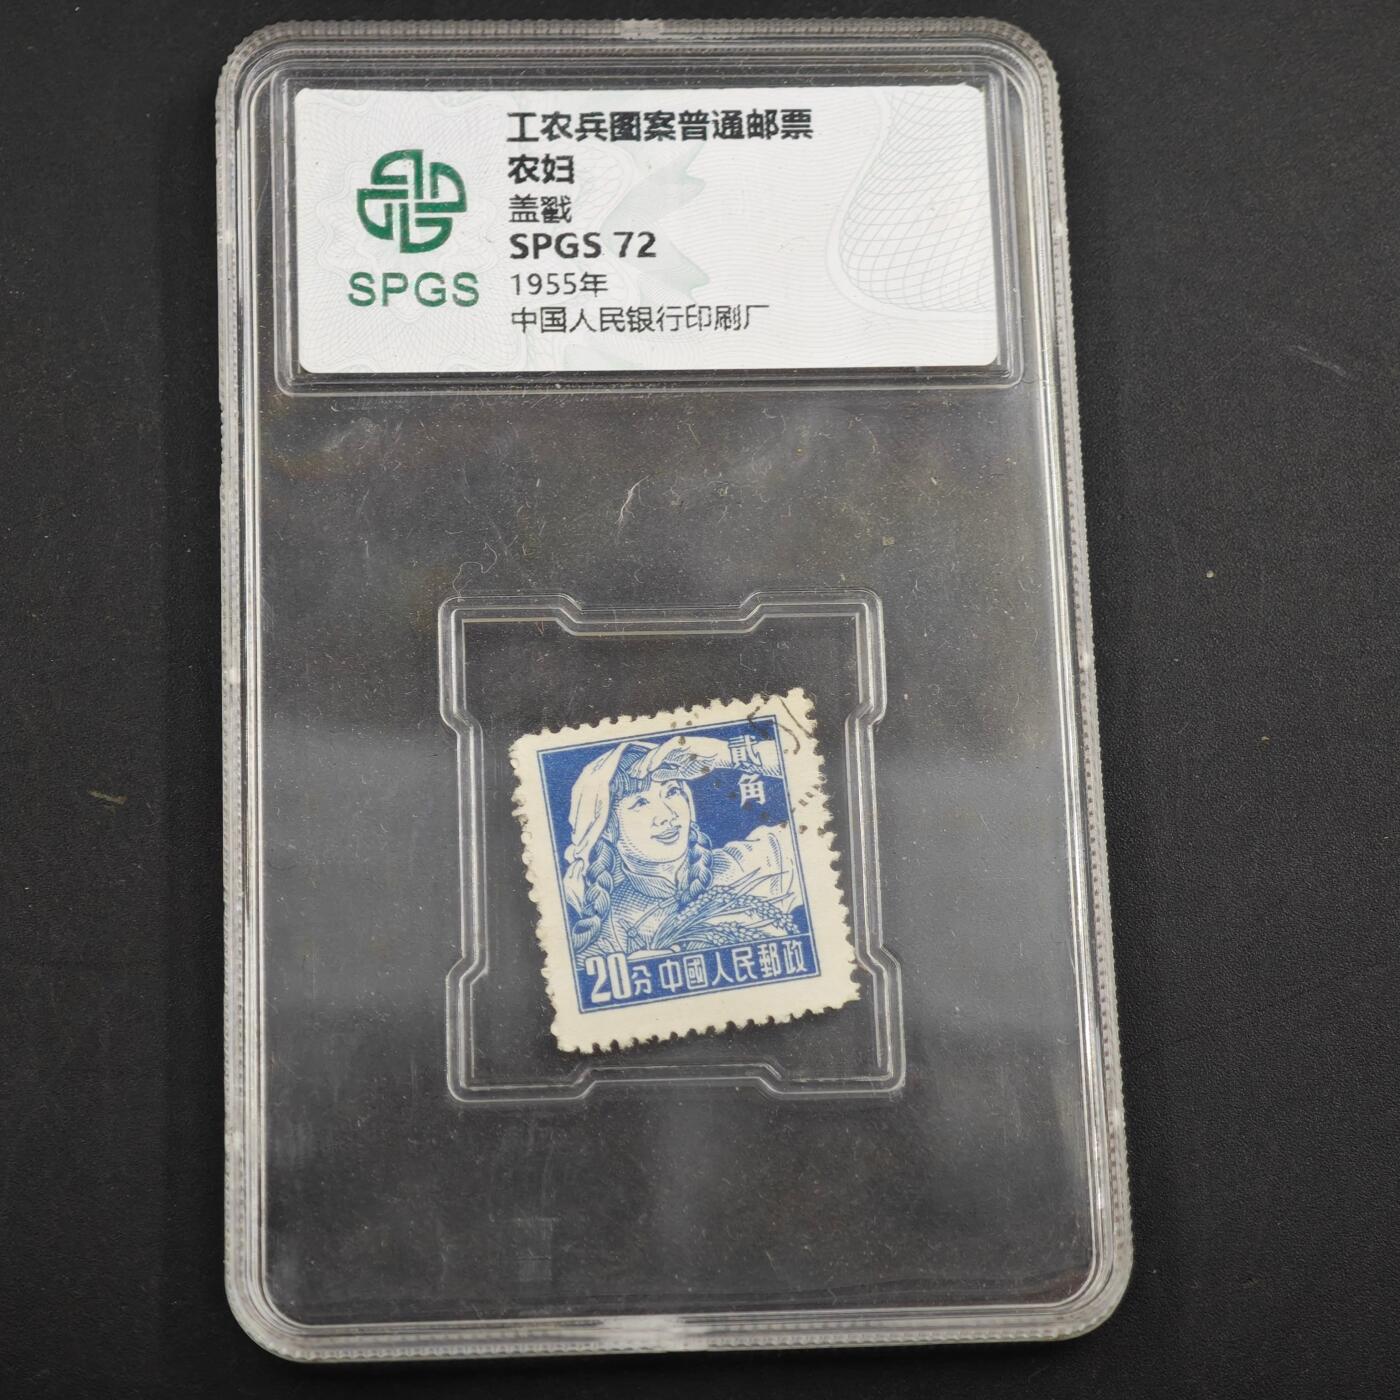 工农兵图案普通邮票
农妇
盖戳
SPGS 72
1955年
中国人民银行印刷厂
SPGS
贰角
20分 中國人民郵政